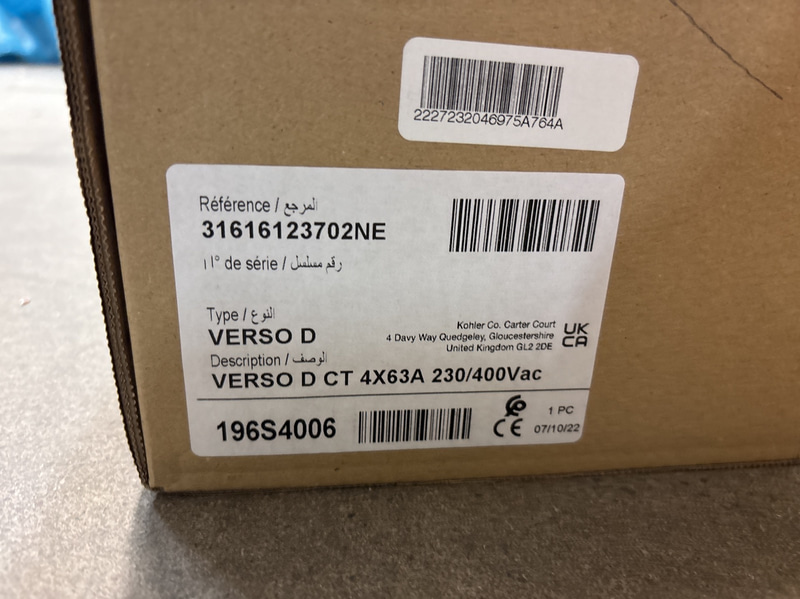 2227232046975A764A
Référence / المرجع
31616123702NE
ا ا° de série / رقم مسلسل
Type / النوع
VERSO D
Kohler Co. Carter Court
4 Davy Way Quedgeley, Gloucestershire
United Kingdom GL2 2DE
UK
CA
Description / الوصف
VERSO D CT 4X63A 230/400Vac
196S4006
CE
1 PC
07/10/22